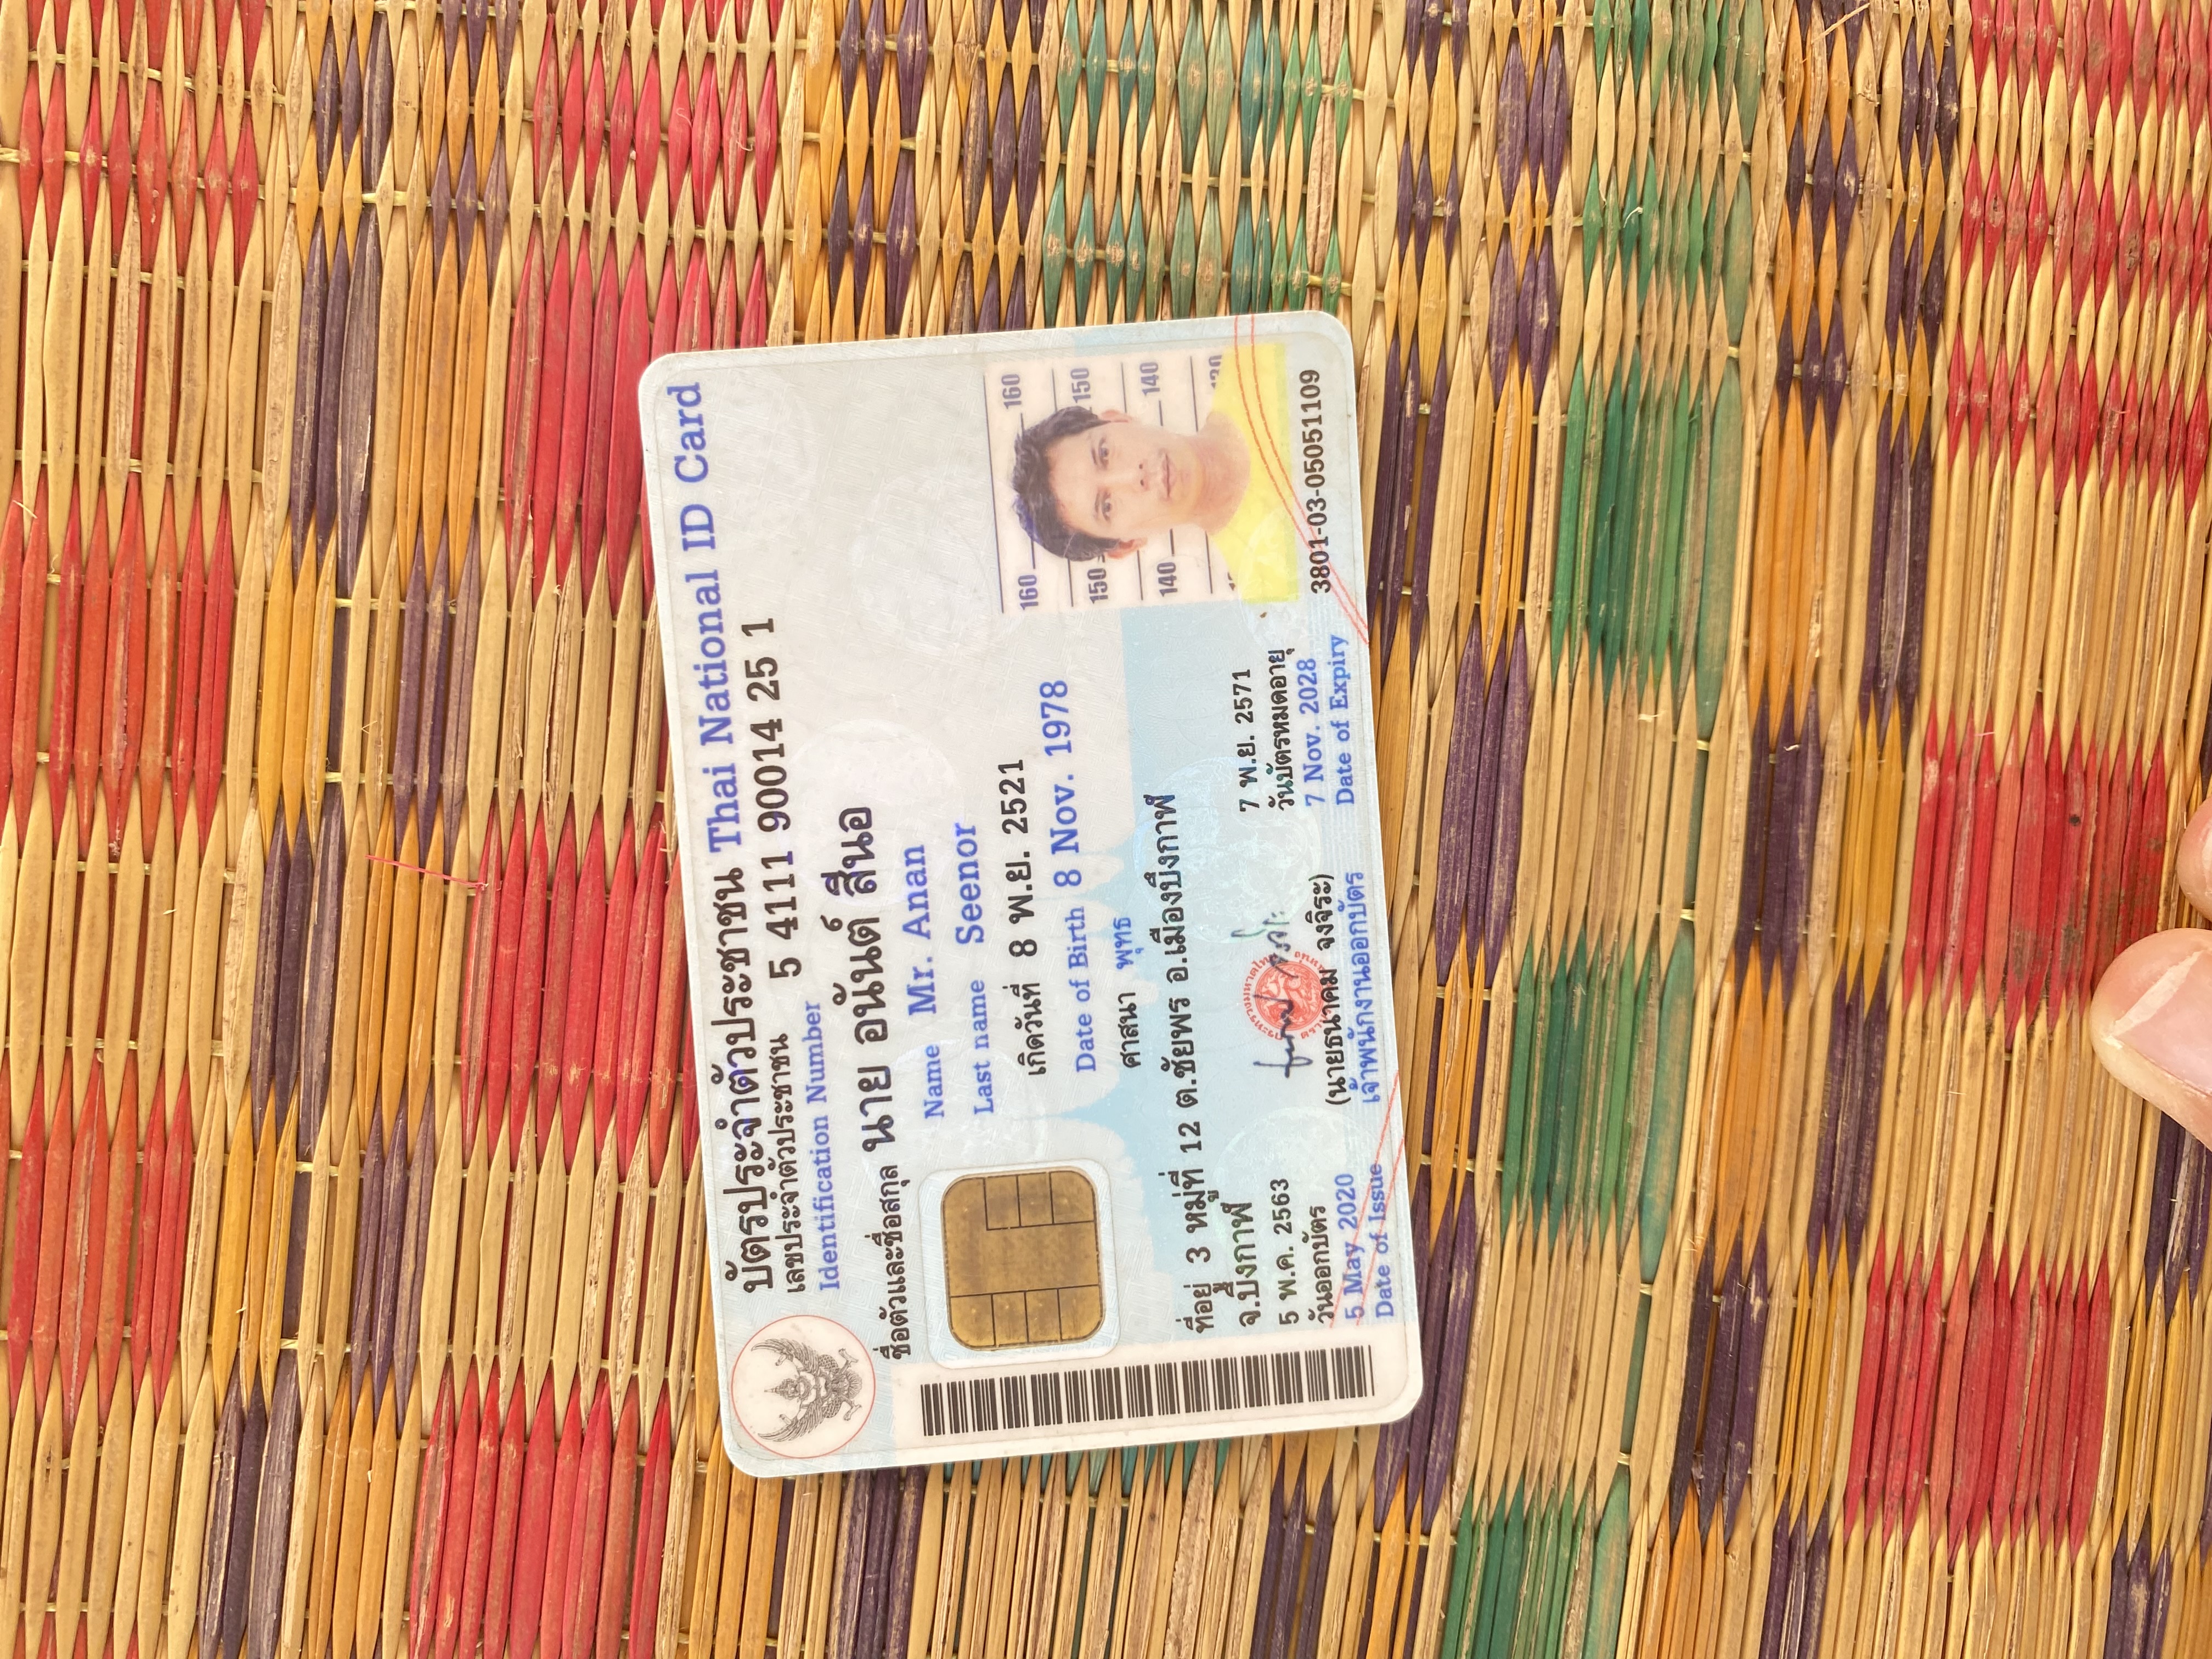 บัตรประจำตัวประชาชน Thai National ID Card
เลขประจำตัวประชาชน 5 4111 90014 25 1
Identification Number
ชื่อตัวและชื่อสกุล นาย อนันต์ สีนอ
Name Mr. Anan
Last name Seenor
เกิดวันที่ 8 พ.ย. 2521
Date of Birth 8 Nov. 1978
ศาสนา พุทธ
ที่อยู่ 3 หมู่ที่ 12 ต.ชัยพร อ.เมืองบึงกาฬ
จ.บึงกาฬ
5 พ.ค. 2563
วันออกบัตร
5 May 2020
Date of Issue
(นายธนาคม จงจิระ)
เจ้าพนักงานออกบัตร
7 พ.ย. 2571
วันบัตรหมดอายุ
7 Nov. 2028
Date of Expiry
160 160
150 150
140 140
3801-03-05051109